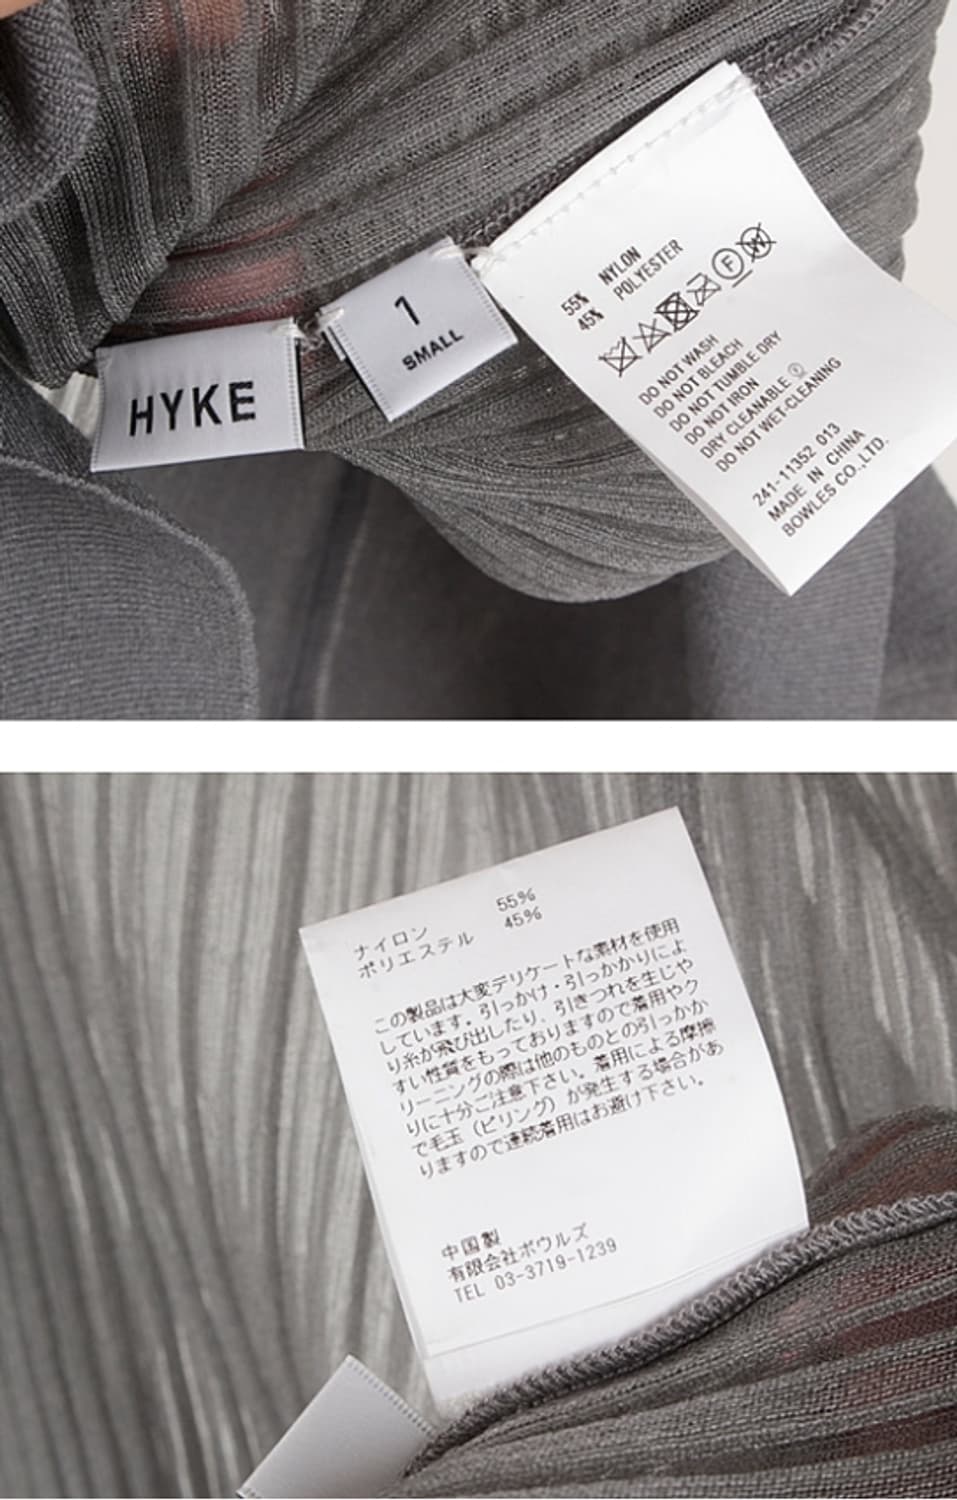 HYKE
1
SMALL
55% NYLON
45% POLYESTER
F
W
DO NOT WASH
DO NOT BLEACH
DO NOT TUMBLE DRY
DO NOT IRON
DRY CLEANABLE Ⓕ
DO NOT WET-CLEANING
241-11352 013
MADE IN CHINA
BOWLES CO.,LTD.
ナイロン 55%
ポリエステル 45%
この製品は大変デリケートな素材を使用
しています。引っかけ・引っかかりによ
り糸が飛び出したり、引きつれを生じや
すい性質をもっておりますので着用やク
リーニングの際は他のものとの引っかか
りに十分ご注意下さい。着用による摩擦
で毛玉（ピリング）が発生する場合があ
りますので連続着用はお避け下さい。
中国製
有限会社ボウルズ
TEL 03-3719-1239